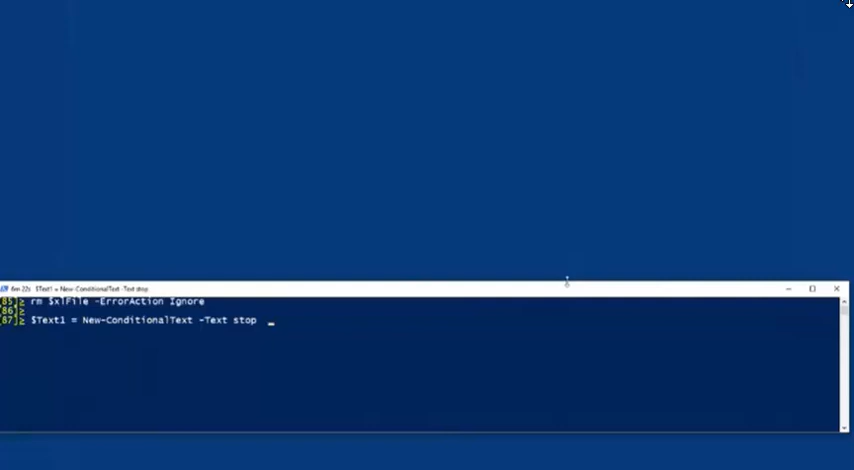 6m 22s $Text1 = New-ConditionalText -Text stop
[85]≥ rm $xlFile -ErrorAction Ignore
[86]≥
[87]≥ $Text1 = New-ConditionalText -Text stop _